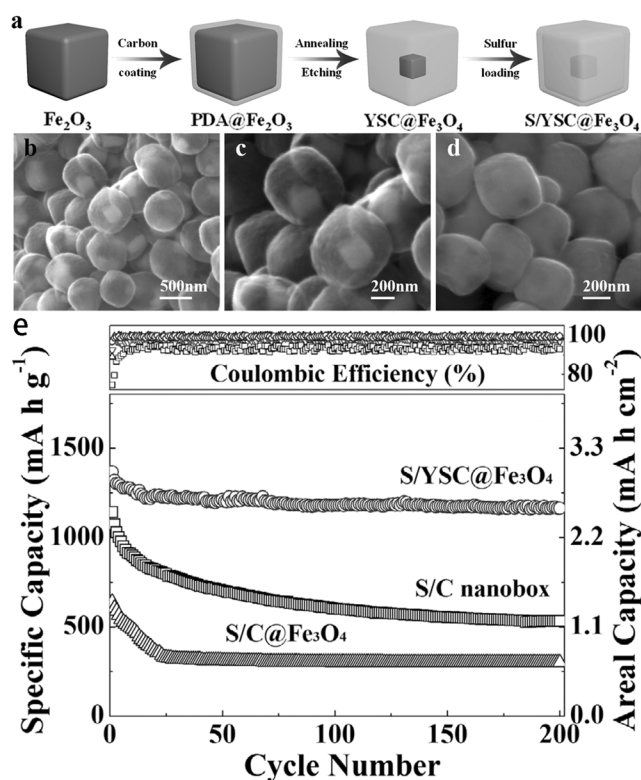 a
Carbon coating
Annealing Etching
Sulfur loading
Fe₂O₃
PDA@Fe₂O₃
YSC@Fe₃O₄
S/YSC@Fe₃O₄
b
500nm
c
200nm
d
200nm
e
100
80
Coulombic Efficiency (%)
Specific Capacity (mA h g⁻¹)
1500
1000
500
0
S/YSC@Fe₃O₄
S/C nanobox
S/C@Fe₃O₄
3.3
2.2
1.1
0.0
Areal Capacity (mA h cm⁻²)
0
50
100
150
200
Cycle Number